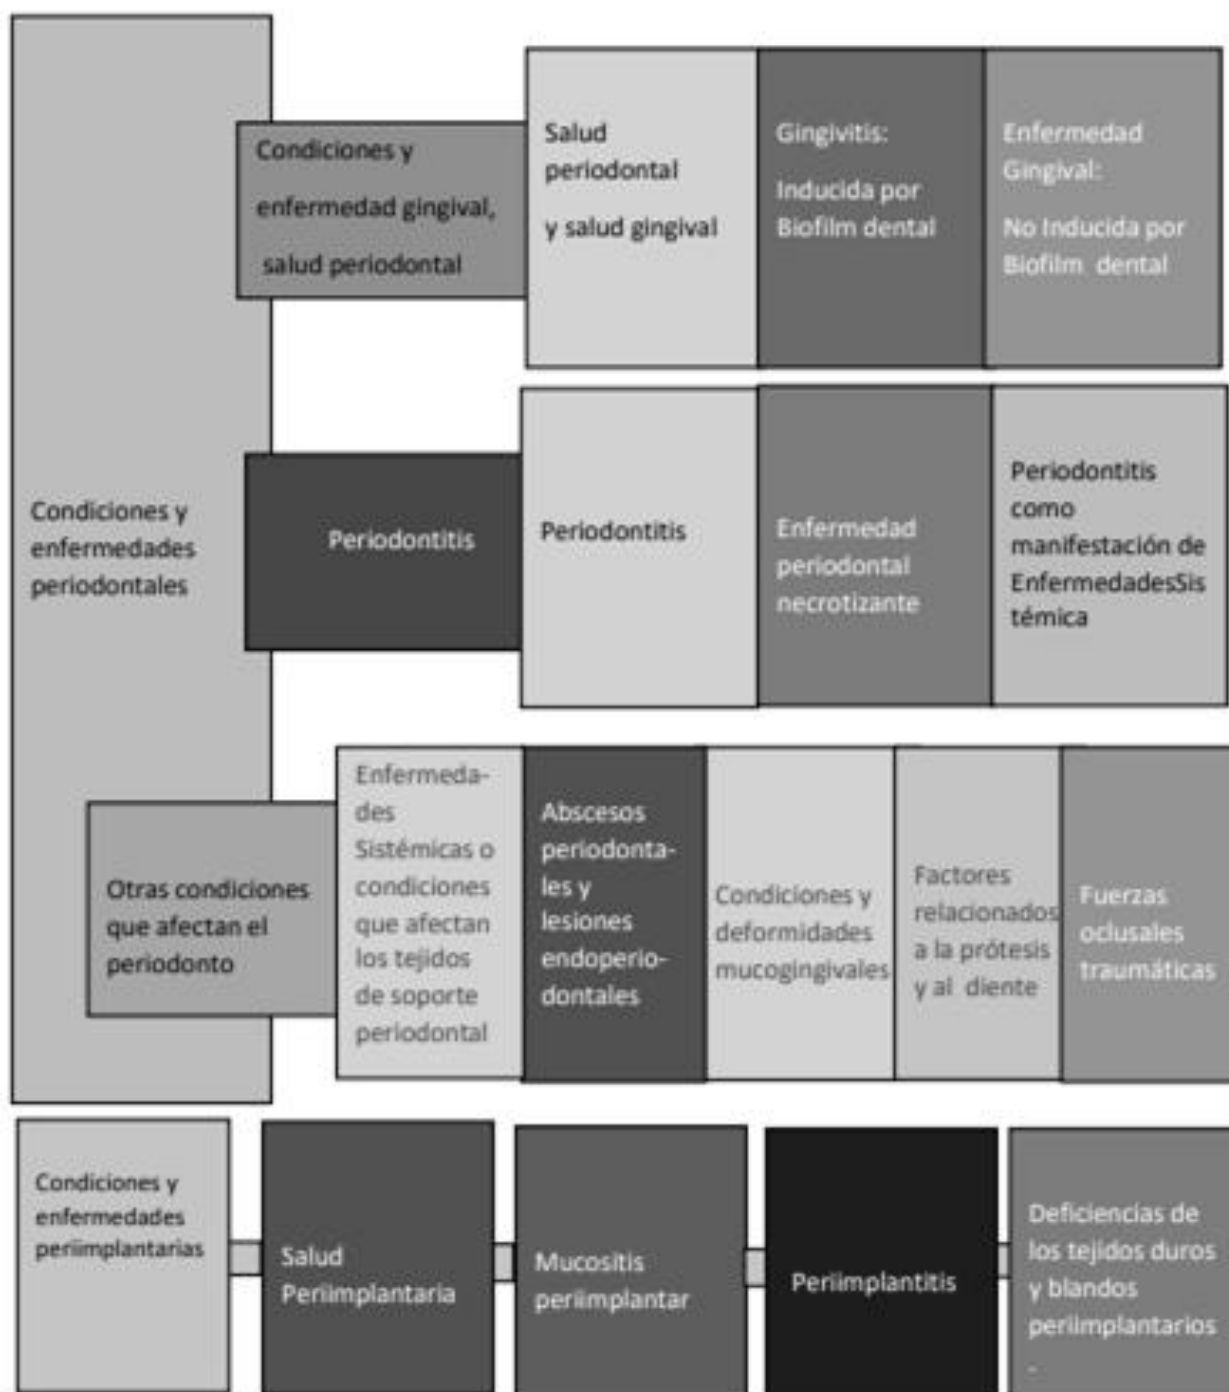 Condiciones y
enfermedad gingival,
salud periodontal
Salud
periodontal
y salud gingival
Gingivitis:
Inducida por
Biofilm dental
Enfermedad
Gingival:
No Inducida por
Biofilm dental
Condiciones y
enfermedades
periodontales
Periodontitis
Periodontitis
Enfermedad
periodontal
necrotizante
Periodontitis
como
manifestación de
EnfermedadesSis
témica
Otras condiciones
que afectan el
periodonto
Enfermeda-
des
Sistémicas o
condiciones
que afectan
los tejidos
de soporte
periodontal
Abscesos
periodonta-
les y
lesiones
endoperio-
dontales
Condiciones y
deformidades
mucogingivales
Factores
relacionados
a la prótesis
y al diente
Fuerzas
oclusales
traumáticas
Condiciones y
enfermedades
periimplantarias
Salud
Periimplantaria
Mucositis
periimplantar
Periimplantitis
Deficiencias de
los tejidos duros
y blandos
periimplantarios
.